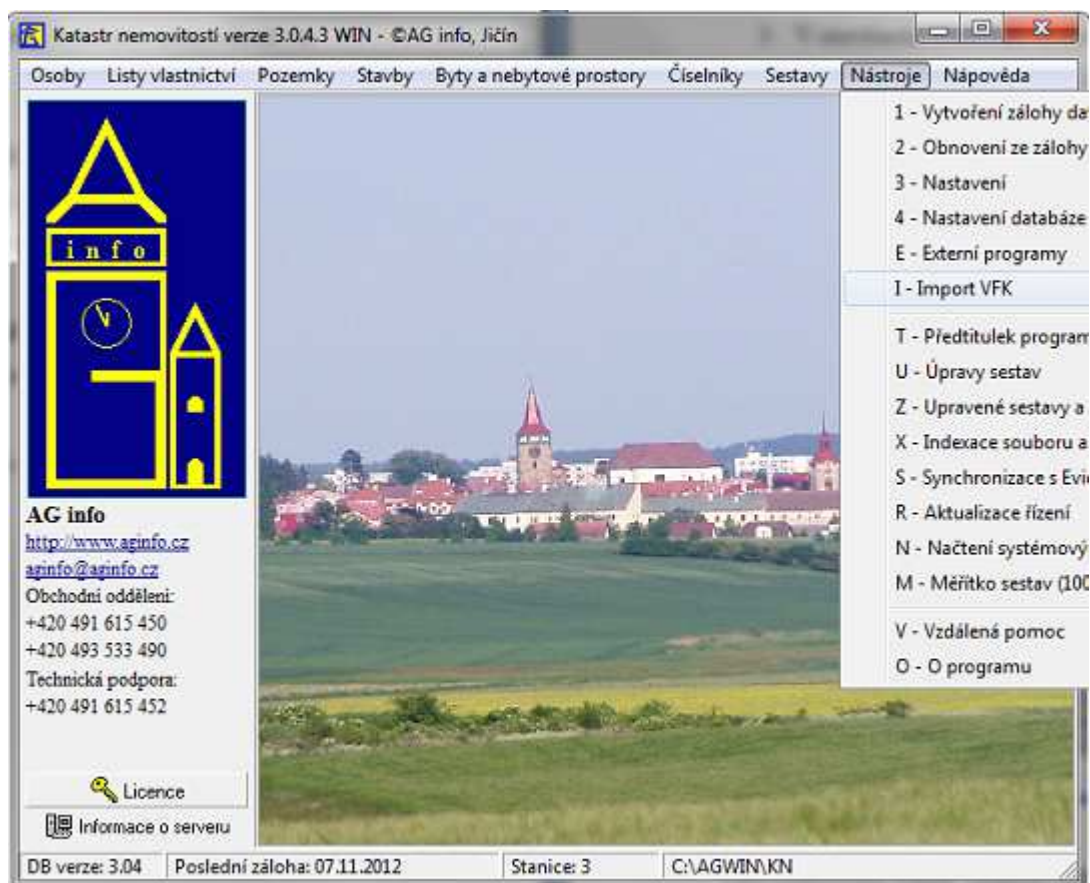 Katastr nemovitostí verze 3.0.4.3 WIN - ©AG info, Jičín
Osoby Listy vlastnictví Pozemky Stavby Byty a nebytové prostory Číselníky Sestavy Nástroje Nápověda
info
1 - Vytvoření zálohy da
2 - Obnovení ze zálohy
3 - Nastavení
4 - Nastavení databáze
E - Externí programy
I - Import VFK
T - Předtitulek program
U - Úpravy sestav
Z - Upravené sestavy a
X - Indexace souboru a
S - Synchronizace s Evi
R - Aktualizace řízení
N - Načtení systémový
M - Měřítko sestav (100
V - Vzdálená pomoc
O - O programu
AG info
http://www.aginfo.cz
aginfo@aginfo.cz
Obchodní oddělení:
+420 491 615 450
+420 493 533 490
Technická podpora:
+420 491 615 452
Licence
Informace o serveru
DB verze: 3.04 Poslední záloha: 07.11.2012 Stanice: 3 C:\AGWIN\KN